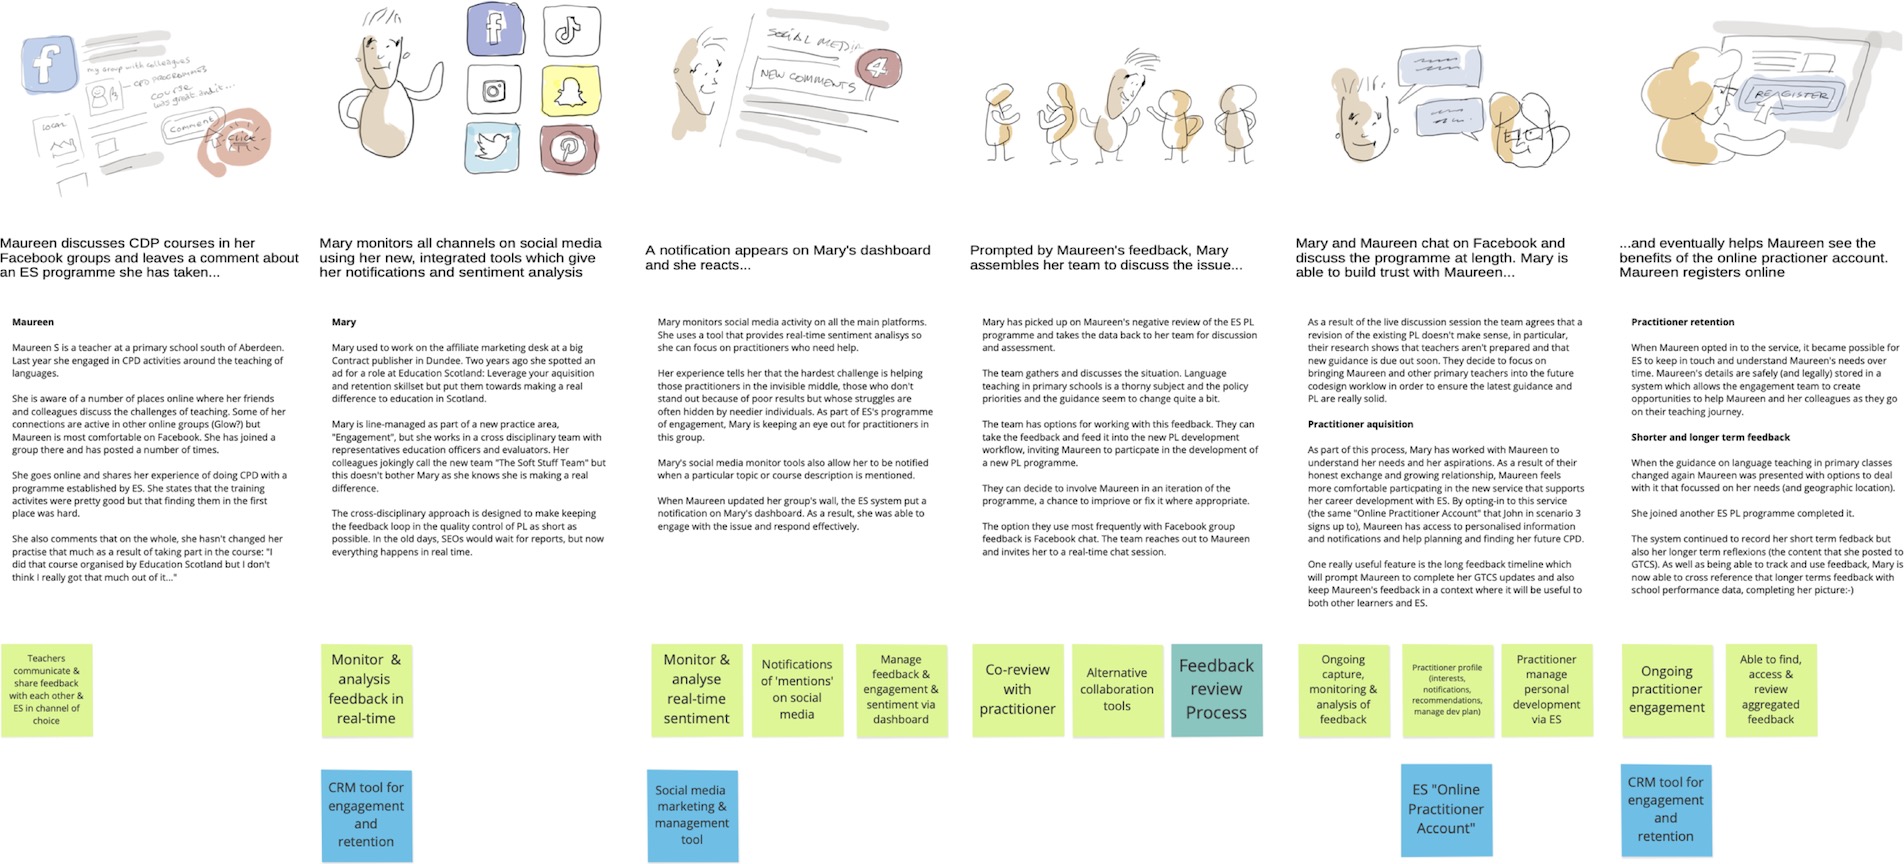 f
my group with colleagues
CPD PROGRAMMES
COURSE
was great and it...
LOCAL
Comment
CLICK
f
SOCIAL MEDIA
NEW COMMENTS
4
REAGISTER
Maureen discusses CDP courses in her
Facebook groups and leaves a comment about
an ES programme she has taken...
Maureen
Maureen S is a teacher at a primary school south of Aberdeen.
Last year she engaged in CPD activities around the teaching of
languages.
She is aware of a number of places online where her friends
and colleagues discuss the challenges of teaching. Some of her
connections are active in other online groups (Glow?) but
Maureen is most comfortable on Facebook. She has joined a
group there and has posted a number of times.
She goes online and shares her experience of doing CPD with a
programme established by ES. She states that the training
activites were pretty good but that finding them in the first
place was hard.
She also comments that on the whole, she hasn't changed her
practise that much as a result of taking part in the course: "I
did that course organised by Education Scotland but I don't
think I really got that much out of it..."
Teachers
communicate &
share feedback
with each other &
ES in channel of
choice
Mary monitors all channels on social media
using her new, integrated tools which give
her notifications and sentiment analysis
Mary
Mary used to work on the affiliate marketing desk at a big
Contract publisher in Dundee. Two years ago she spotted an
ad for a role at Education Scotland: Leverage your aquisition
and retention skillset but put them towards making a real
difference to education in Scotland.
Mary is line-managed as part of a new practice area,
"Engagement", but she works in a cross disciplinary team with
representatives education officers and evaluators. Her
colleagues jokingly call the new team "The Soft Stuff Team" but
this doesn't bother Mary as she knows she is making a real
difference.
The cross-disciplinary approach is designed to make keeping
the feedback loop in the quality control of PL as short as
possible. In the old days, SEOs would wait for reports, but now
everything happens in real time.
Monitor &
analysis
feedback in
real-time
CRM tool for
engagement
and
retention
A notification appears on Mary's dashboard
and she reacts...
Mary monitors social media activity on all the main platforms.
She uses a tool that provides real-time sentiment analisys so
she can focus on practitioners who need help.
Her experience tells her that the hardest challenge is helping
those practitioners in the invisible middle, those who don't
stand out because of poor results but whose struggles are
often hidden by needier individuals. As part of ES's programme
of engagement, Mary is keeping an eye out for practitioners in
this group.
Mary's social media monitor tools also allow her to be notified
when a particular topic or course description is mentioned.
When Maureen updated her group's wall, the ES system put a
notification on Mary's dashboard. As a result, she was able to
engage with the issue and respond effectively.
Monitor &
analyse
real-time
sentiment
Notifications
of 'mentions'
on social
media
Manage
feedback &
engagement &
sentiment via
dashboard
Social media
marketing &
management
tool
Prompted by Maureen's feedback, Mary
assembles her team to discuss the issue...
Mary has picked up on Maureen's negative review of the ES PL
programme and takes the data back to her team for discussion
and assessment.
The team gathers and discusses the situation. Language
teaching in primary schools is a thorny subject and the policy
priorities and the guidance seem to change quite a bit.
The team has options for working with this feedback. They can
take the feedback and feed it into the new PL development
workflow, inviting Maureen to particpate in the development of
a new PL programme.
They can decide to involve Maureen in an iteration of the
programme, a chance to impriove or fix it where appropriate.
The option they use most frequently with Facebook group
feedback is Facebook chat. The team reaches out to Maureen
and invites her to a real-time chat session.
Co-review
with
practitioner
Alternative
collaboration
tools
Feedback
review
Process
Mary and Maureen chat on Facebook and
discuss the programme at length. Mary is
able to build trust with Maureen...
As a result of the live discussion session the team agrees that a
revision of the existing PL doesn't make sense, in particular,
their research shows that teachers aren't prepared and that
new guidance is due out soon. They decide to focus on
bringing Maureen and other primary teachers into the future
codesign worklow in order to ensure the latest guidance and
PL are really solid.
Practitioner aquisition
As part of this process, Mary has worked with Maureen to
understand her needs and her aspirations. As a result of their
honest exchange and growing relationship, Maureen feels
more comfortable partcipating in the new service that supports
her career development with ES. By opting-in to this service
(the same "Online Practitioner Account" that John in scenario 3
signs up to), Maureen has access to personalised information
and notifications and help planning and finding her future CPD.
One really useful feature is the long feedback timeline which
will prompt Maureen to complete her GTCS updates and also
keep Maureen's feedback in a context where it will be useful to
both other learners and ES.
Ongoing
capture,
monitoring &
analysis of
feedback
Practitioner profile
(interests,
notifications,
recommendations,
manage dev plan)
Practitioner
manage
personal
development
via ES
ES "Online
Practitioner
Account"
...and eventually helps Maureen see the
benefits of the online practioner account.
Maureen registers online
Practitioner retention
When Maureen opted in to the service, it became possible for
ES to keep in touch and understand Maureen's needs over
time. Maureen's details are safely (and legally) stored in a
system which allows the engagement team to create
opportunities to help Maureen and her colleagues as they go
on their teaching journey.
Shorter and longer term feedback
When the guidance on language teaching in primary classes
changed again Maureen was presented with options to deal
with it that focussed on her needs (and geographic location).
She joined another ES PL programme completed it.
The system continued to record her short term fedback but
also her longer term reflexions (the content that she posted to
GTCS). As well as being able to track and use feedback, Mary is
now able to cross reference that longer terms feedback with
school performance data, completing her picture:-)
Ongoing
practitioner
engagement
Able to find,
access &
review
aggregated
feedback
CRM tool for
engagement
and
retention